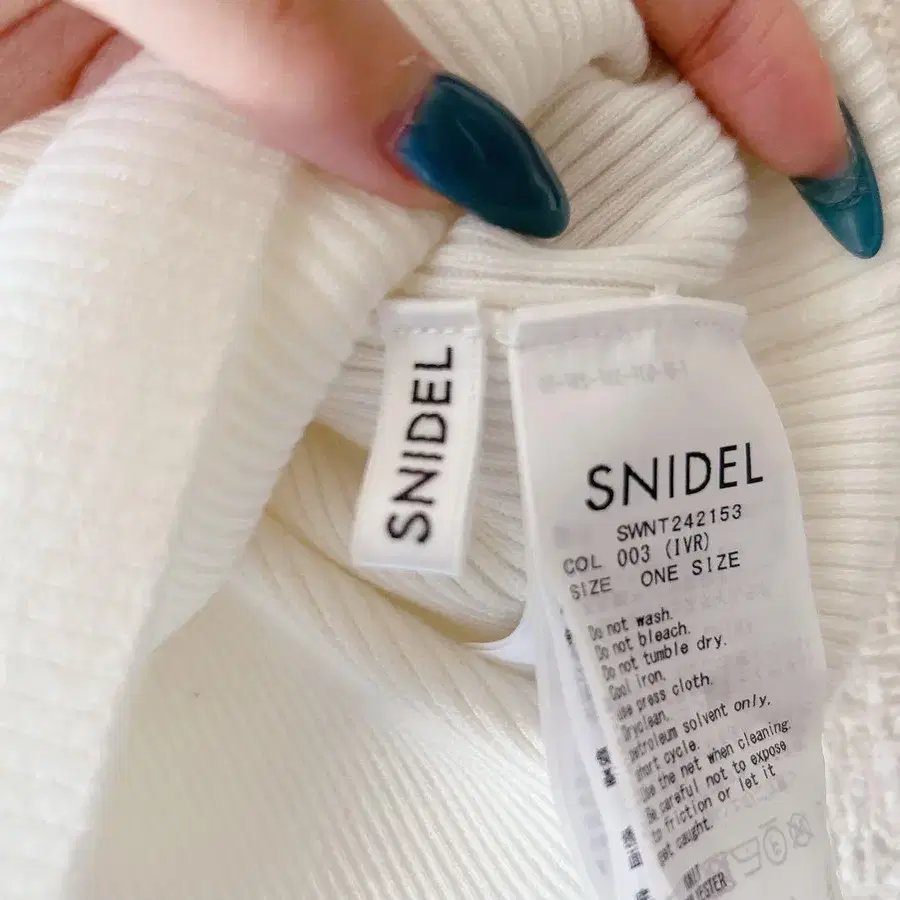 SNIDEL
SNIDEL
SWNT242153
COL 003 (IVR)
SIZE ONE SIZE
Do not wash.
Do not bleach.
Do not tumble dry.
Cool iron.
use press cloth.
Dryclean.
petroleum solvent only,
short cycle.
Use the net when cleaning.
Be careful not to expose
to friction or let it
get caught.